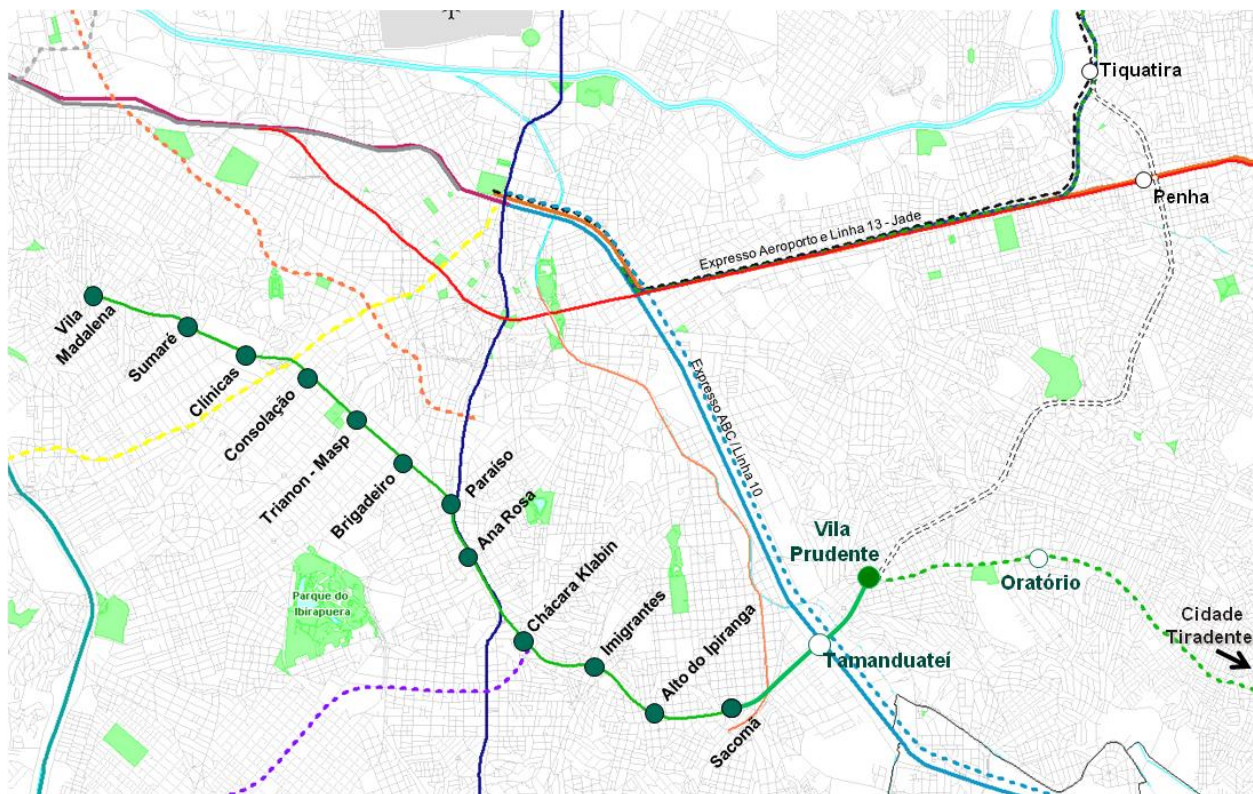 Tiquatira
Penha
Expresso Aeroporto e Linha 13 - Jade
Vila
Madalena
Sumaré
Clínicas
Consolação
Trianon - Masp
Brigadeiro
Paraíso
Ana Rosa
Chácara Klabin
Imigrantes
Alto do Ipiranga
Sacomã
Expresso ABC / Linha 10
Vila
Prudente
Tamanduateí
Oratório
Cidade
Tiradentes
Parque do
Ibirapuera